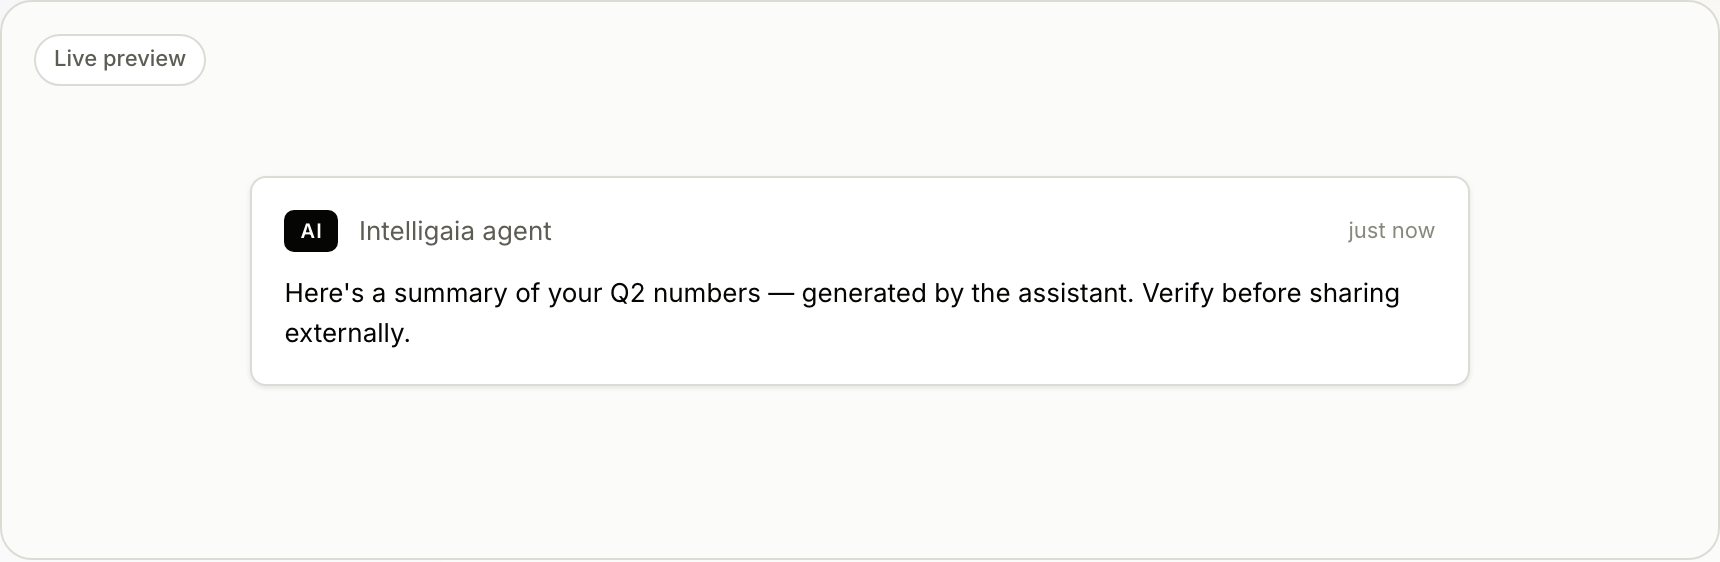 Live preview
AI Intelligaia agent just now
Here's a summary of your Q2 numbers — generated by the assistant. Verify before sharing
externally.